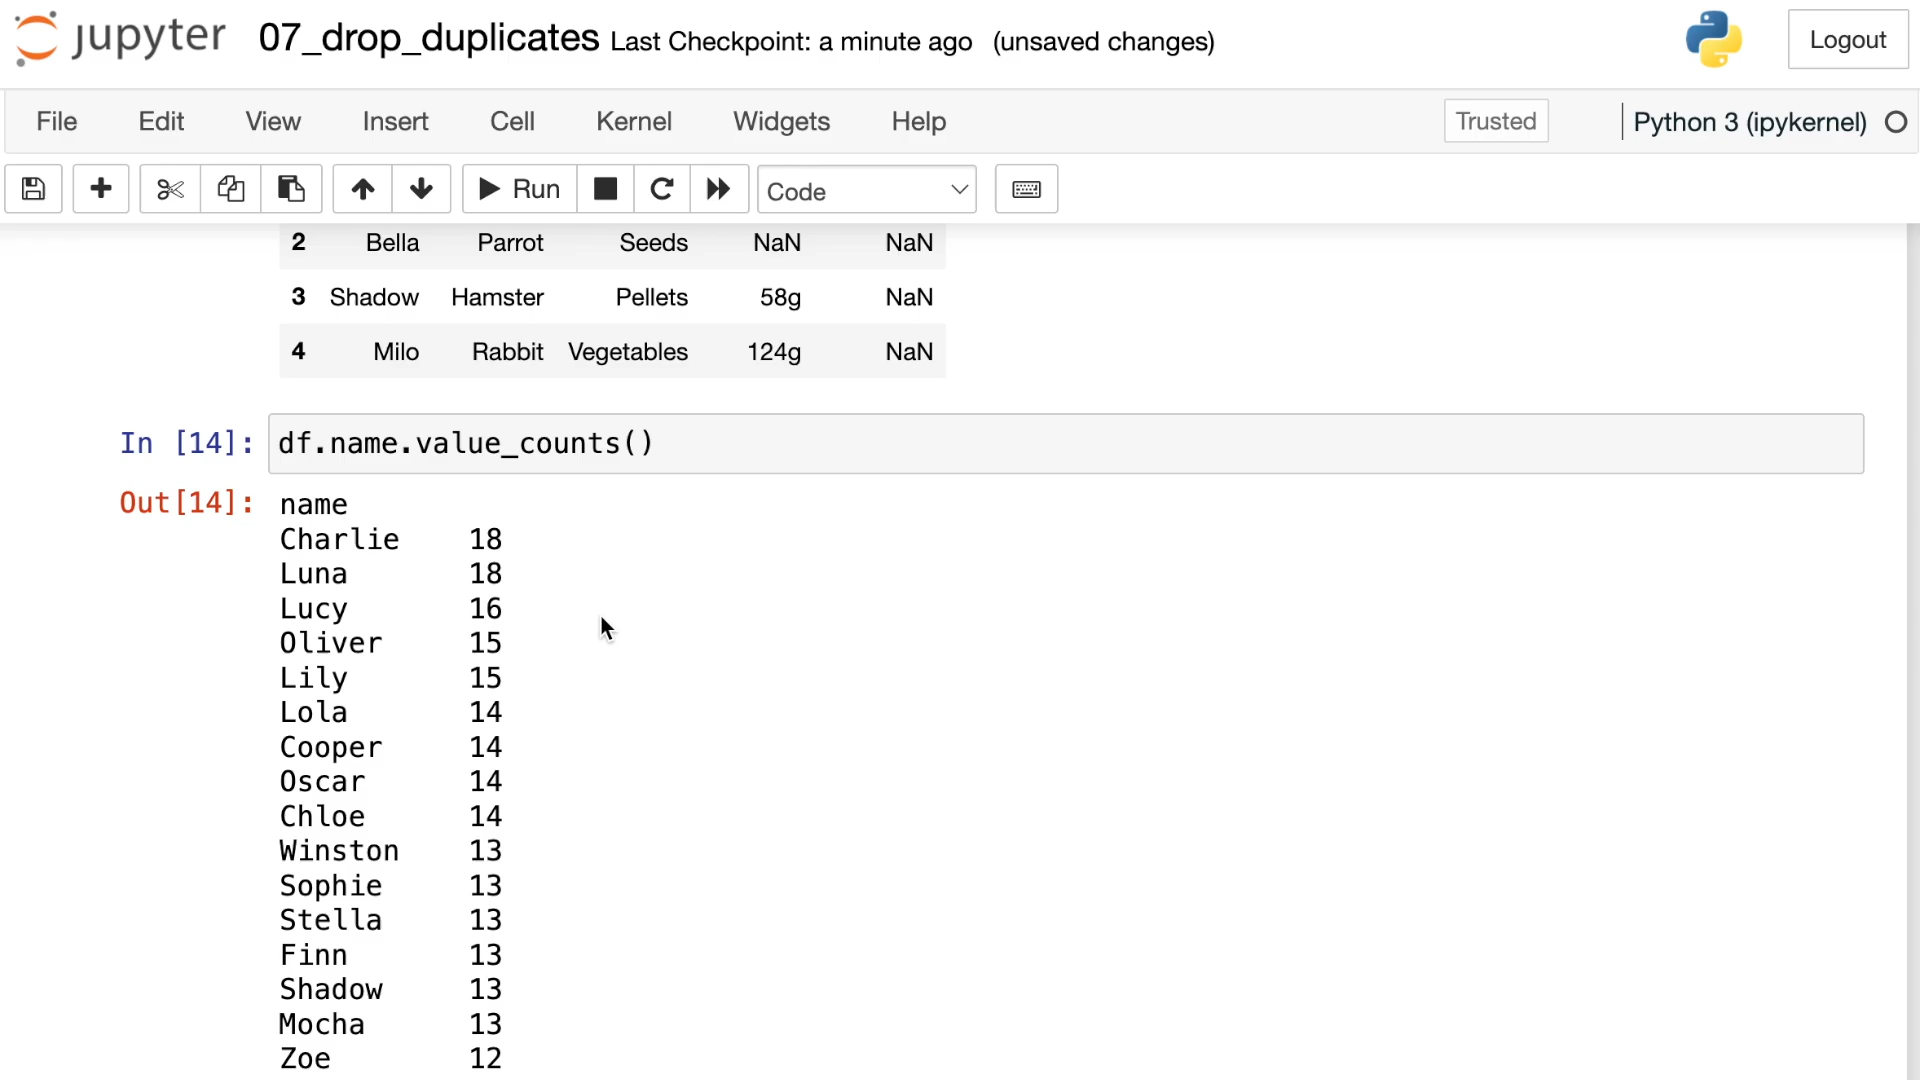 jupyter 07_drop_duplicates Last Checkpoint: a minute ago (unsaved changes) Logout
File Edit View Insert Cell Kernel Widgets Help Trusted Python 3 (ipykernel)
Run Code
2 Bella Parrot Seeds NaN NaN
3 Shadow Hamster Pellets 58g NaN
4 Milo Rabbit Vegetables 124g NaN
In [14]: df.name.value_counts()
Out[14]: name
Charlie 18
Luna 18
Lucy 16
Oliver 15
Lily 15
Lola 14
Cooper 14
Oscar 14
Chloe 14
Winston 13
Sophie 13
Stella 13
Finn 13
Shadow 13
Mocha 13
Zoe 12